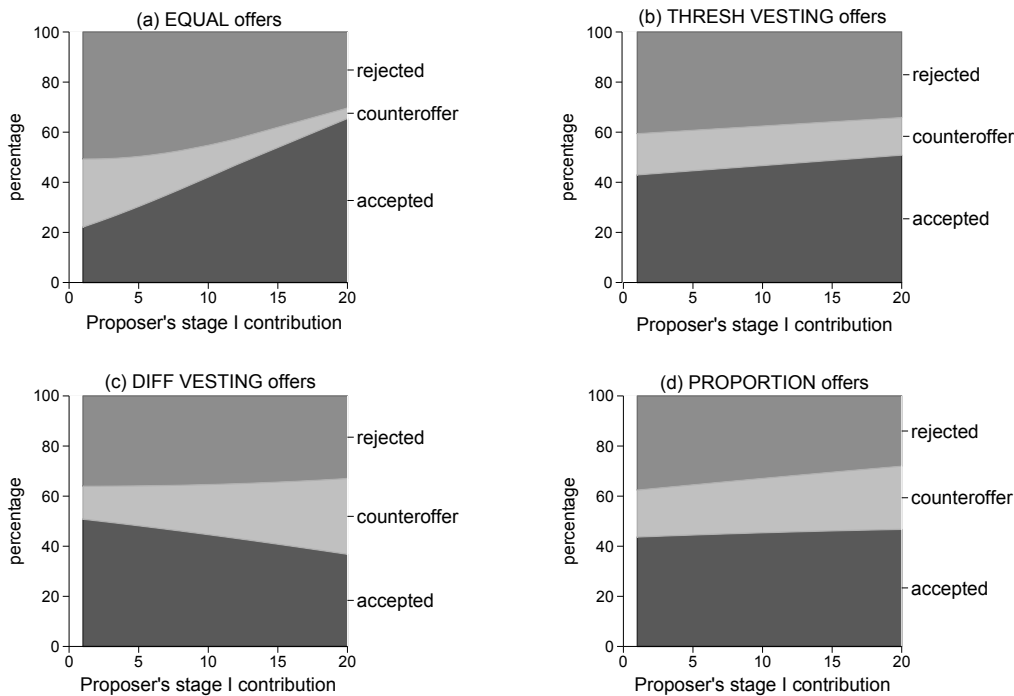 (a) EQUAL offers
100
80
60
40
20
0
percentage
rejected
counteroffer
accepted
0 5 10 15 20
Proposer's stage I contribution
(b) THRESH VESTING offers
100
80
60
40
20
0
percentage
rejected
counteroffer
accepted
0 5 10 15 20
Proposer's stage I contribution
(c) DIFF VESTING offers
100
80
60
40
20
0
percentage
rejected
counteroffer
accepted
0 5 10 15 20
Proposer's stage I contribution
(d) PROPORTION offers
100
80
60
40
20
0
percentage
rejected
counteroffer
accepted
0 5 10 15 20
Proposer's stage I contribution